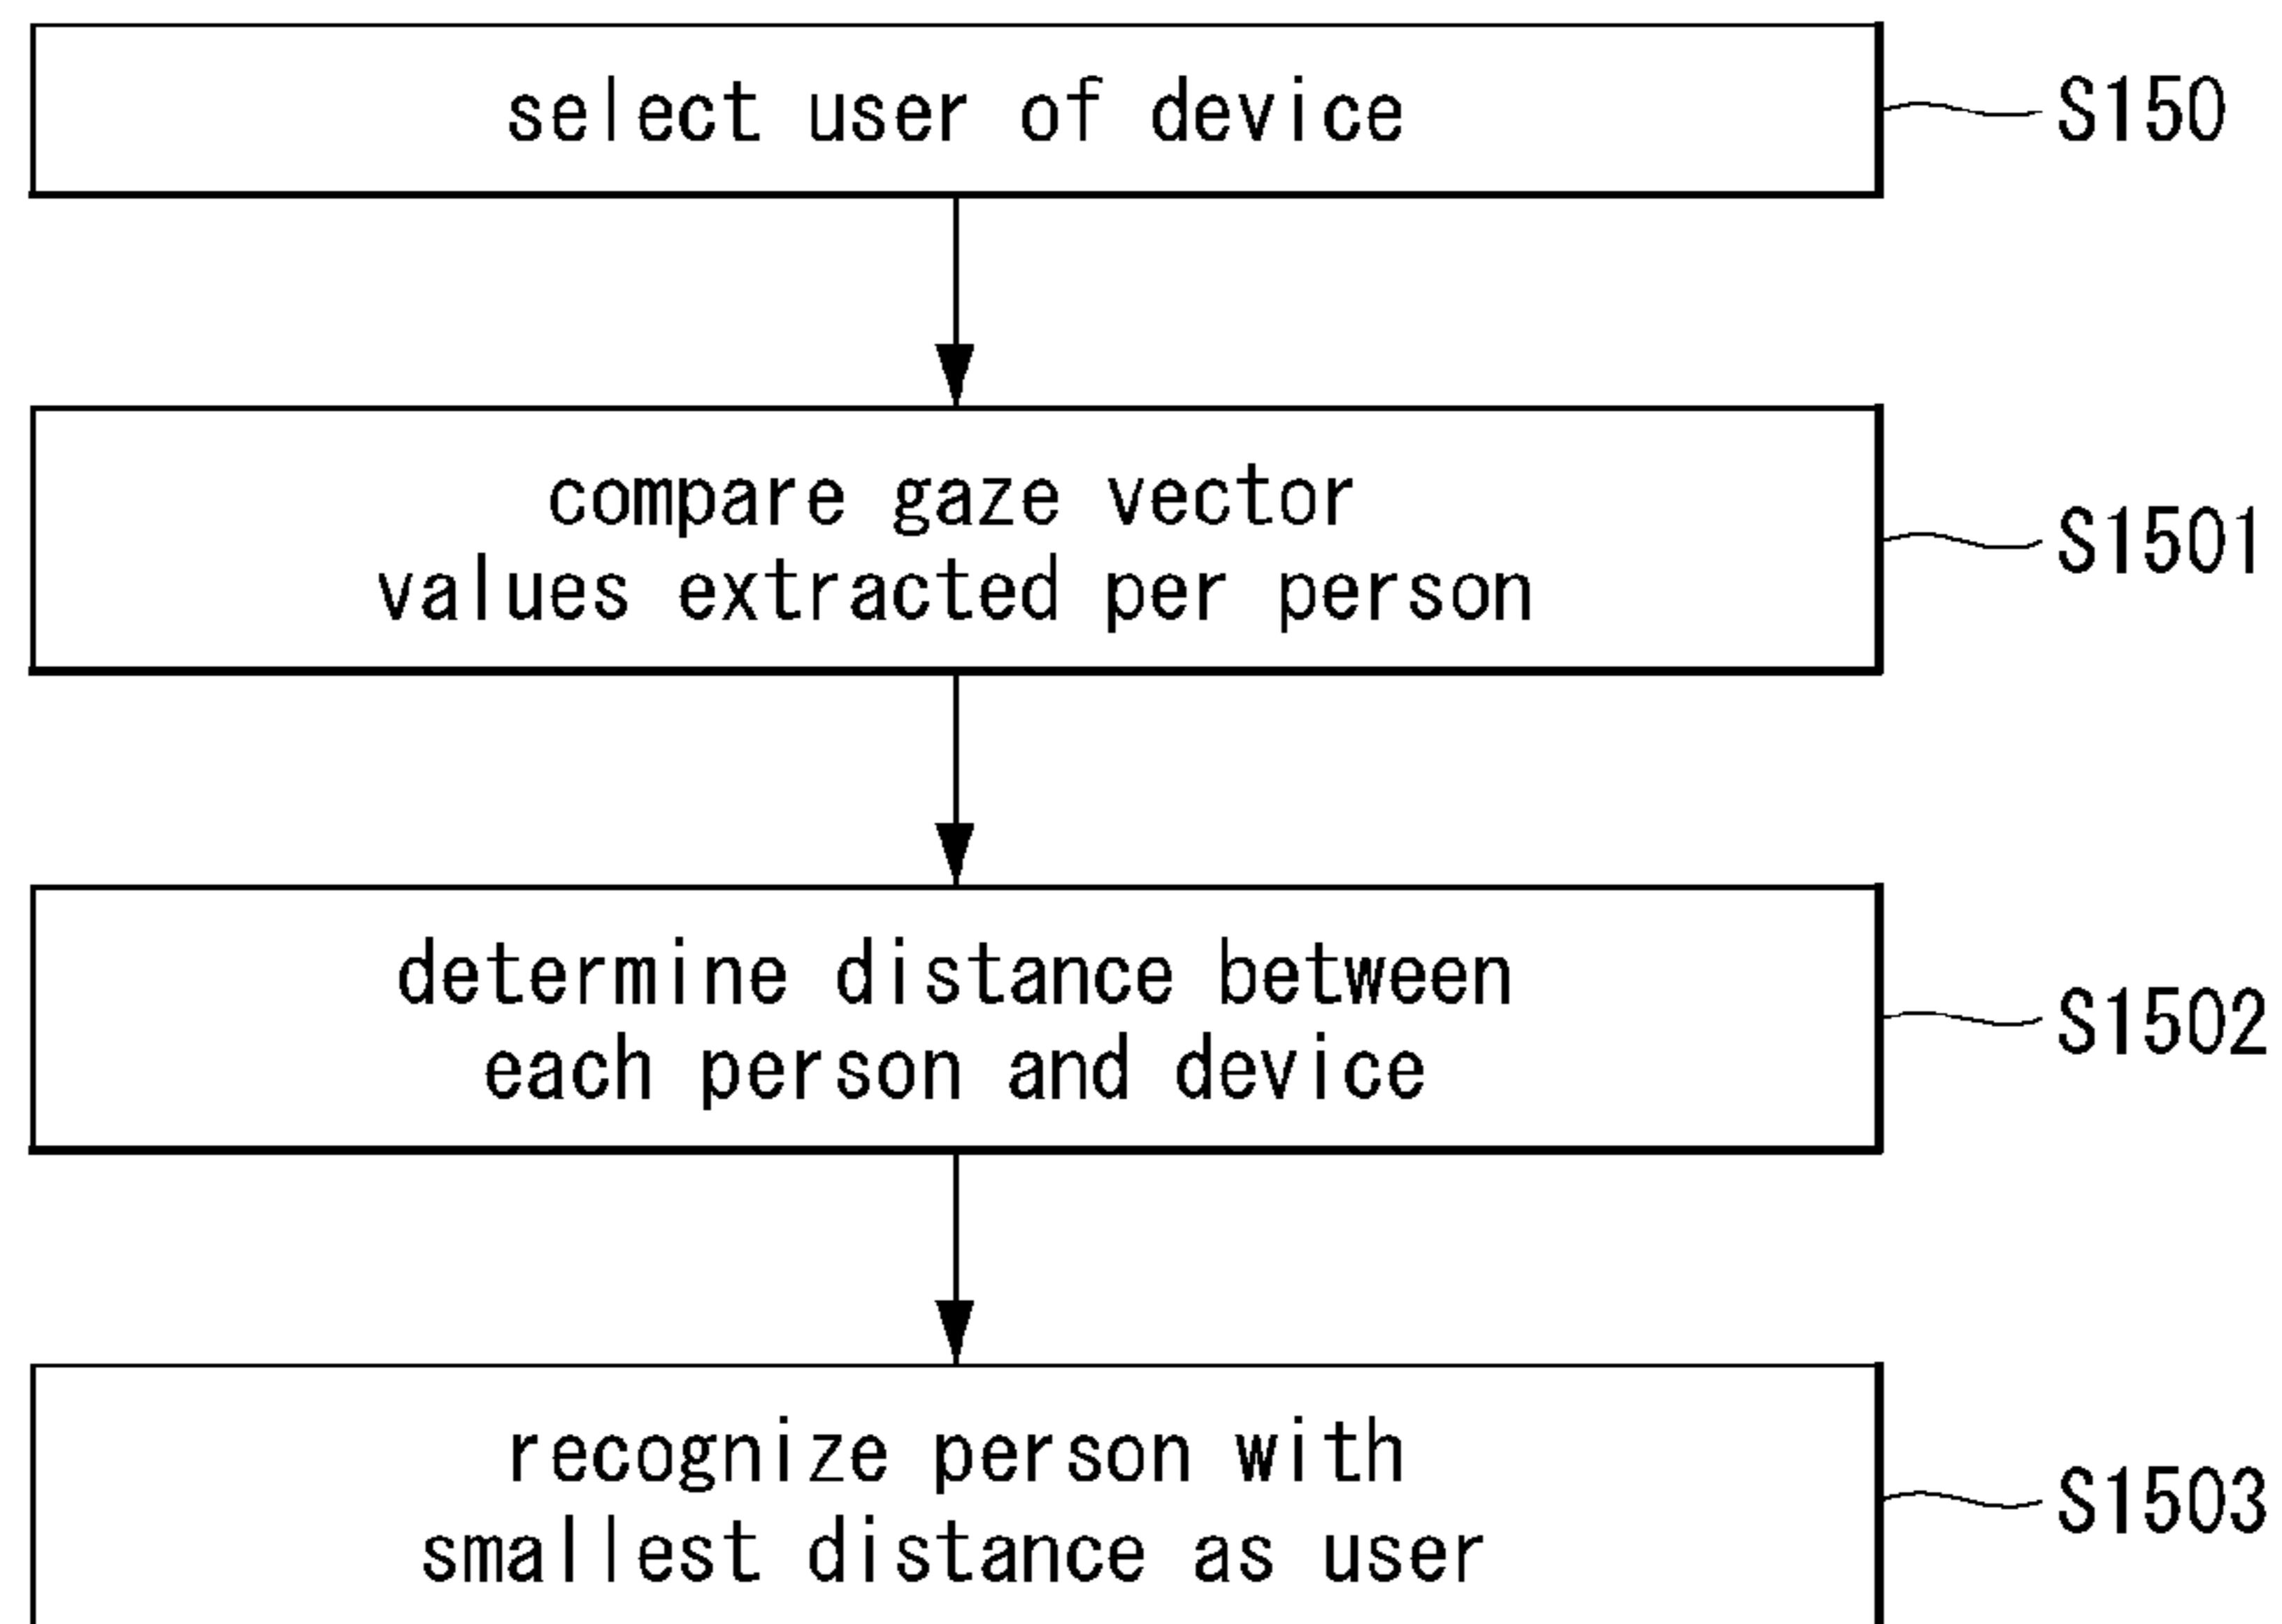 select user of device
S150
compare gaze vector
values extracted per person
S1501
determine distance between
each person and device
S1502
recognize person with
smallest distance as user
S1503